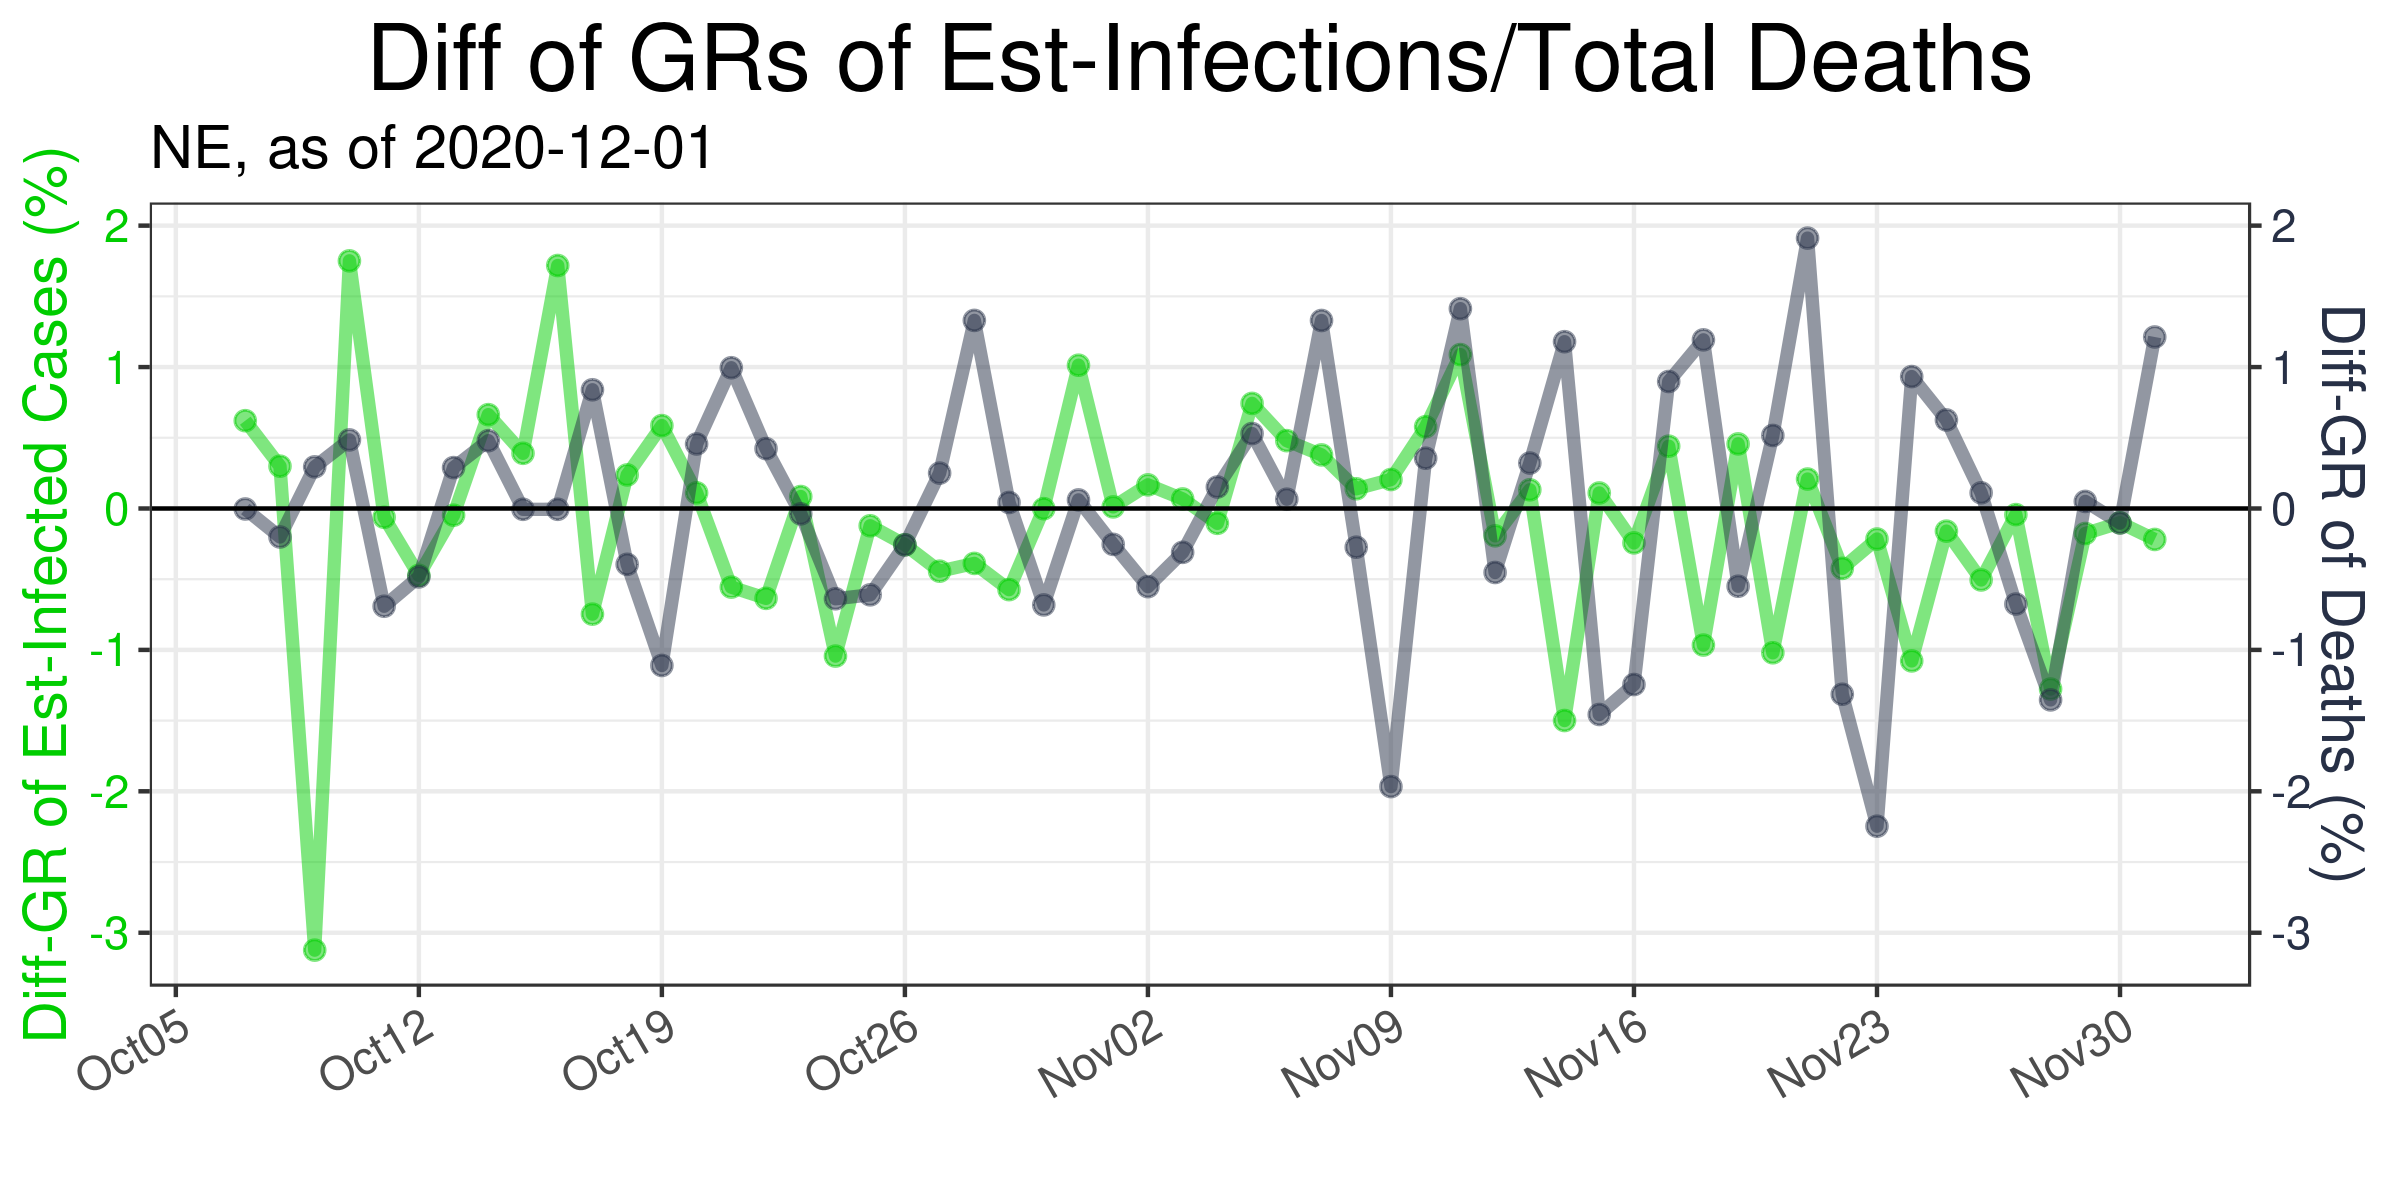 Diff of GRs of Est-Infections/Total Deaths
NE, as of 2020-12-01
Diff-GR of Est-Infected Cases (%)
2
1
0
-1
-2
-3
2
1
0
-1
-2
-3
Diff-GR of Deaths (%)
Oct05
Oct12
Oct19
Oct26
Nov02
Nov09
Nov16
Nov23
Nov30